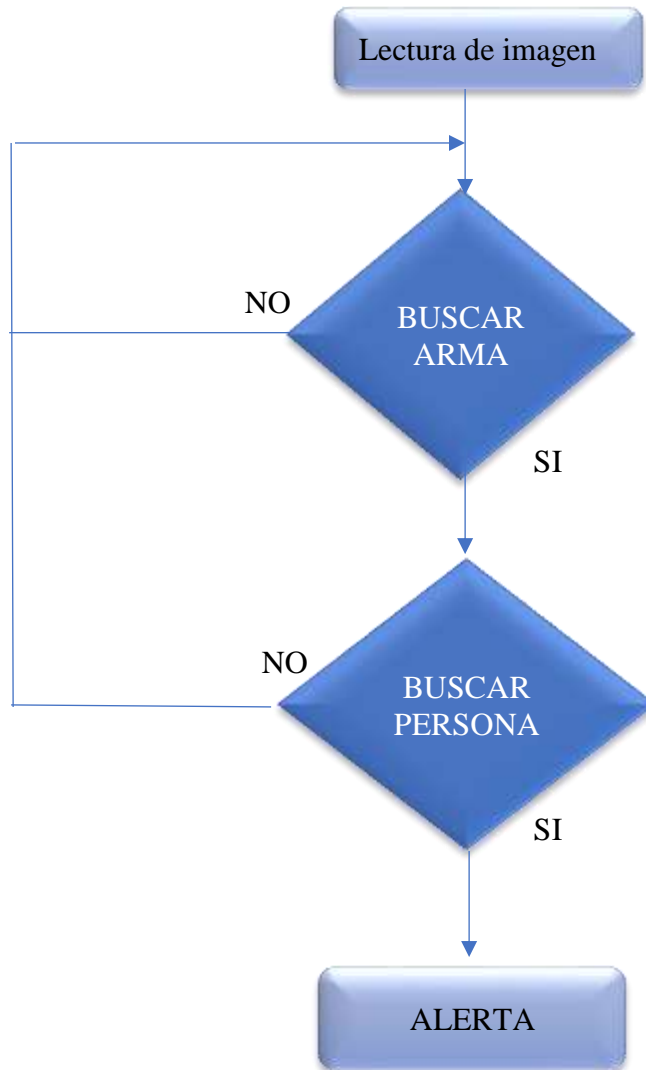 Lectura de imagen
NO
BUSCAR
ARMA
SI
NO
BUSCAR
PERSONA
SI
ALERTA